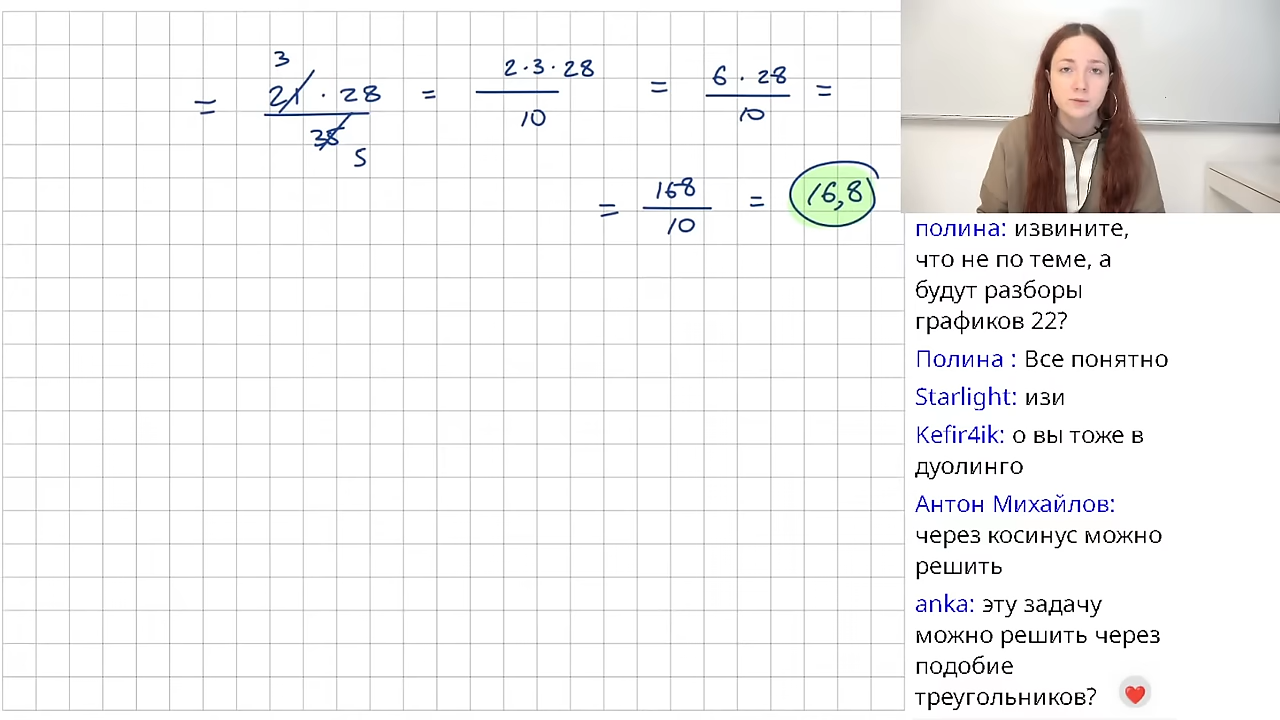 = 21 · 28 / 35 = 2·3·28 / 10 = 6 · 28 / 10 =
3
5
= 168 / 10 = 16,8
полина: извините,
что не по теме, а
будут разборы
графиков 22?
Полина : Все понятно
Starlight: изи
Kefir4ik: о вы тоже в
дуолинго
Антон Михайлов:
через косинус можно
решить
anka: эту задачу
можно решить через
подобие
треугольников?